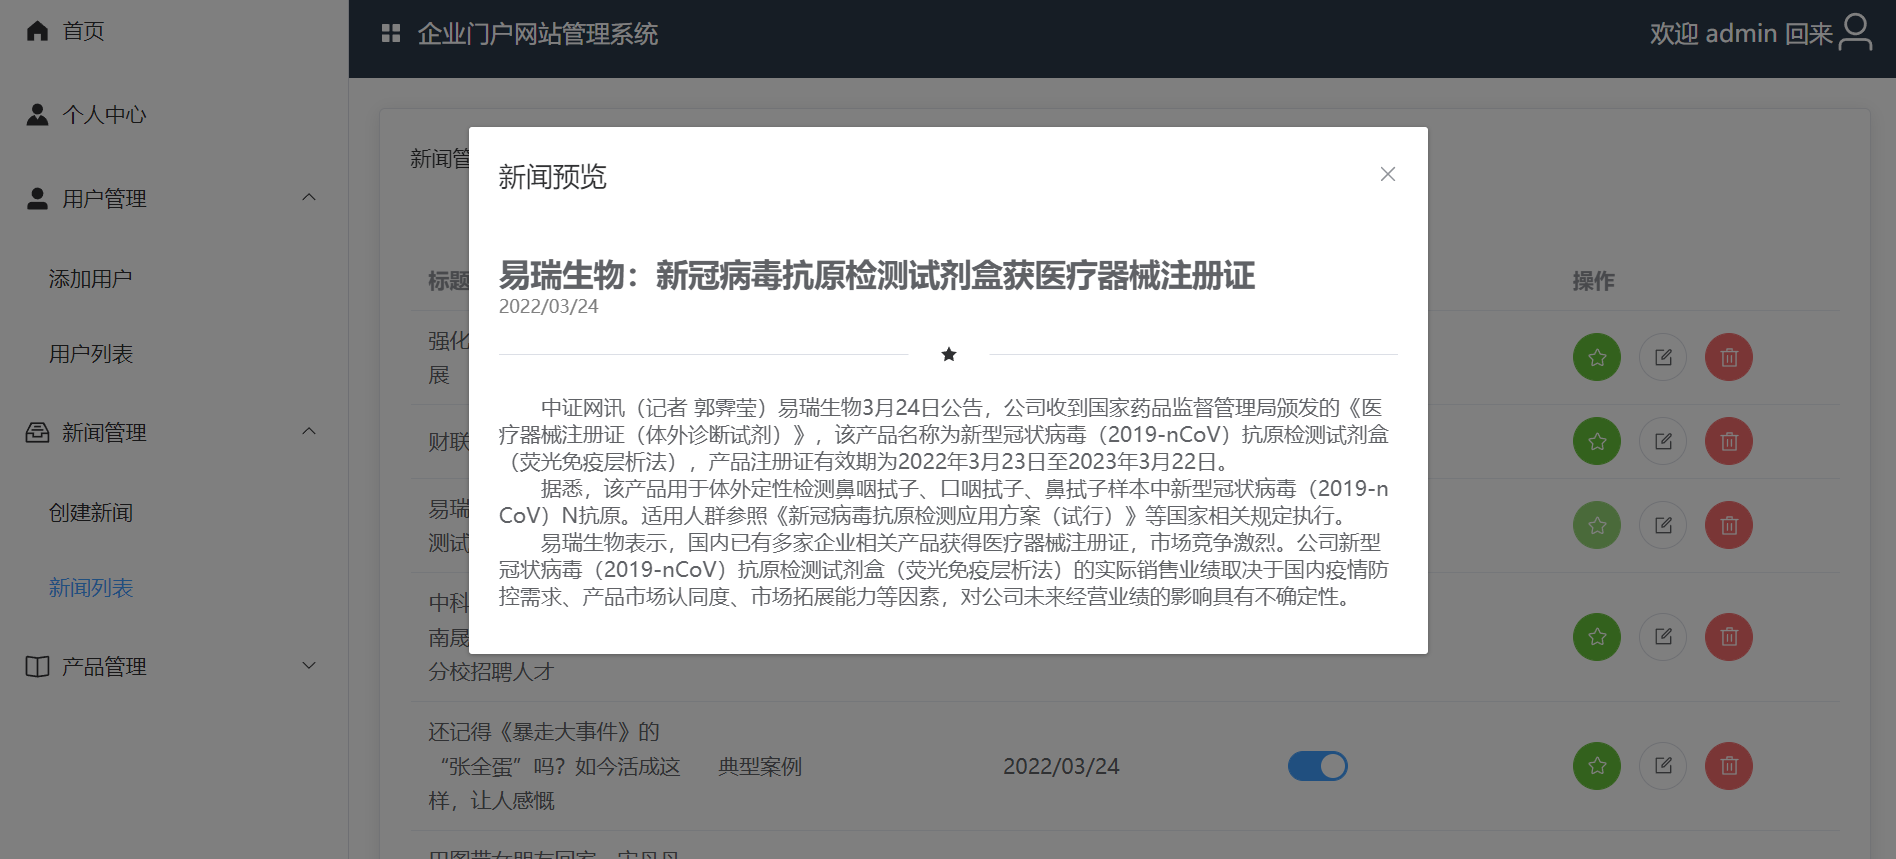 首页
企业门户网站管理系统
欢迎 admin 回来
个人中心
用户管理
添加用户
用户列表
新闻管理
创建新闻
新闻列表
产品管理
新闻管
标题
操作
强化
展
财联
易瑞
测试
中科
南晟
分校招聘人才
还记得《暴走大事件》的
“张全蛋”吗？如今活成这
样，让人感慨
典型案例
2022/03/24
新闻预览
易瑞生物：新冠病毒抗原检测试剂盒获医疗器械注册证
2022/03/24
中证网讯（记者 郭霁莹）易瑞生物3月24日公告，公司收到国家药品监督管理局颁发的《医
疗器械注册证（体外诊断试剂）》，该产品名称为新型冠状病毒（2019-nCoV）抗原检测试剂盒
（荧光免疫层析法），产品注册证有效期为2022年3月23日至2023年3月22日。
据悉，该产品用于体外定性检测鼻咽拭子、口咽拭子、鼻拭子样本中新型冠状病毒（2019-n
CoV）N抗原。适用人群参照《新冠病毒抗原检测应用方案（试行）》等国家相关规定执行。
易瑞生物表示，国内已有多家企业相关产品获得医疗器械注册证，市场竞争激烈。公司新型
冠状病毒（2019-nCoV）抗原检测试剂盒（荧光免疫层析法）的实际销售业绩取决于国内疫情防
控需求、产品市场认同度、市场拓展能力等因素，对公司未来经营业绩的影响具有不确定性。